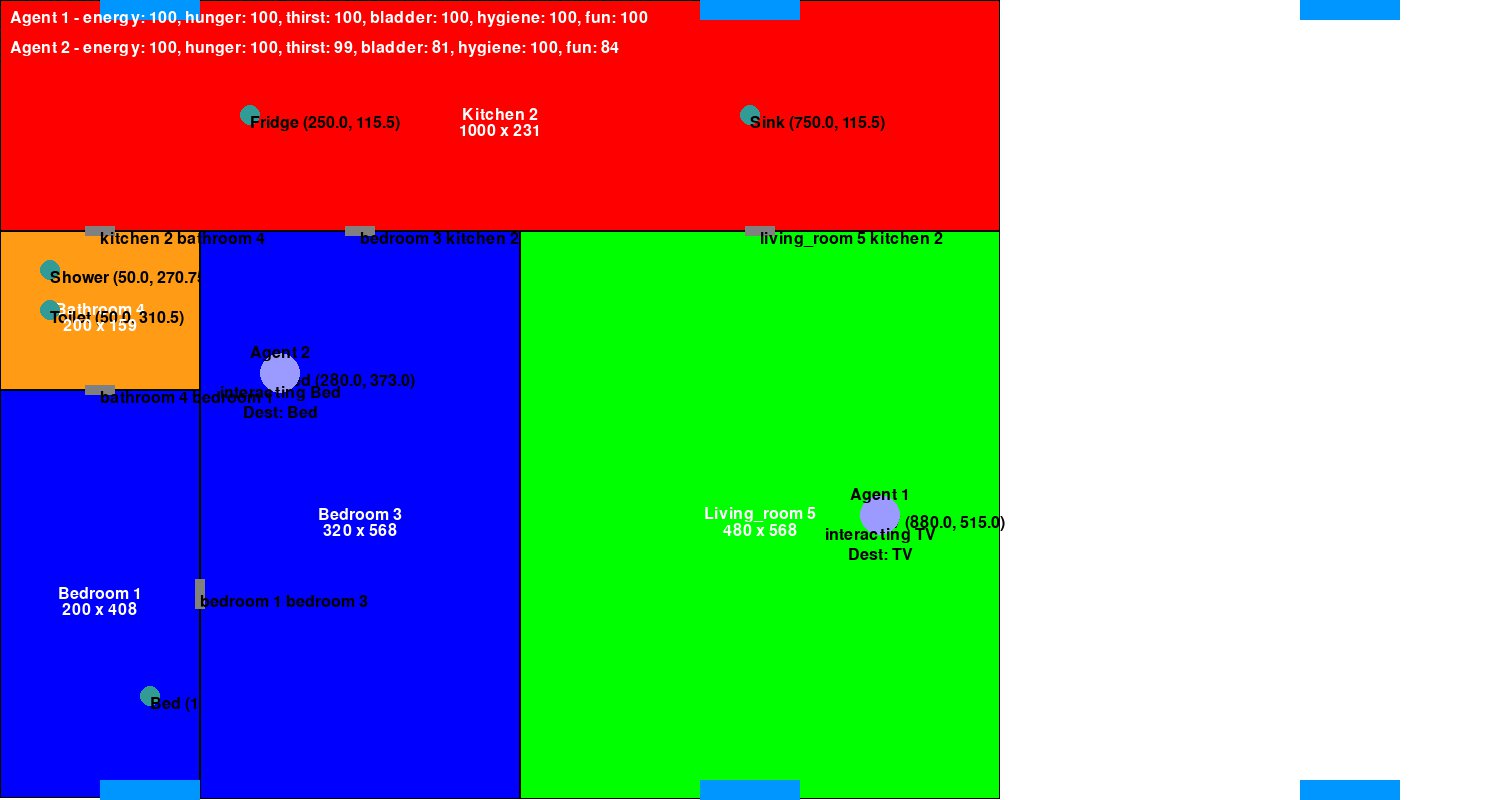 Agent 1 - energy: 100, hunger: 100, thirst: 100, bladder: 100, hygiene: 100, fun: 100
Agent 2 - energy: 100, hunger: 100, thirst: 99, bladder: 81, hygiene: 100, fun: 84
Fridge (250.0, 115.5)
Kitchen 2
1000 x 231
Sink (750.0, 115.5)
kitchen 2 bathroom 4
bedroom 3 kitchen 2
living_room 5 kitchen 2
Shower (50.0, 270.75
Bathroom 4
Toilet (50.0, 310.5)
200 x 159
Agent 2
(280.0, 373.0)
interacting Bed
Dest: Bed
bathroom 4 bedroom 1
Agent 1
(880.0, 515.0)
interacting TV
Dest: TV
Living_room 5
480 x 568
Bedroom 3
320 x 568
Bedroom 1
200 x 408
bedroom 1 bedroom 3
Bed (1